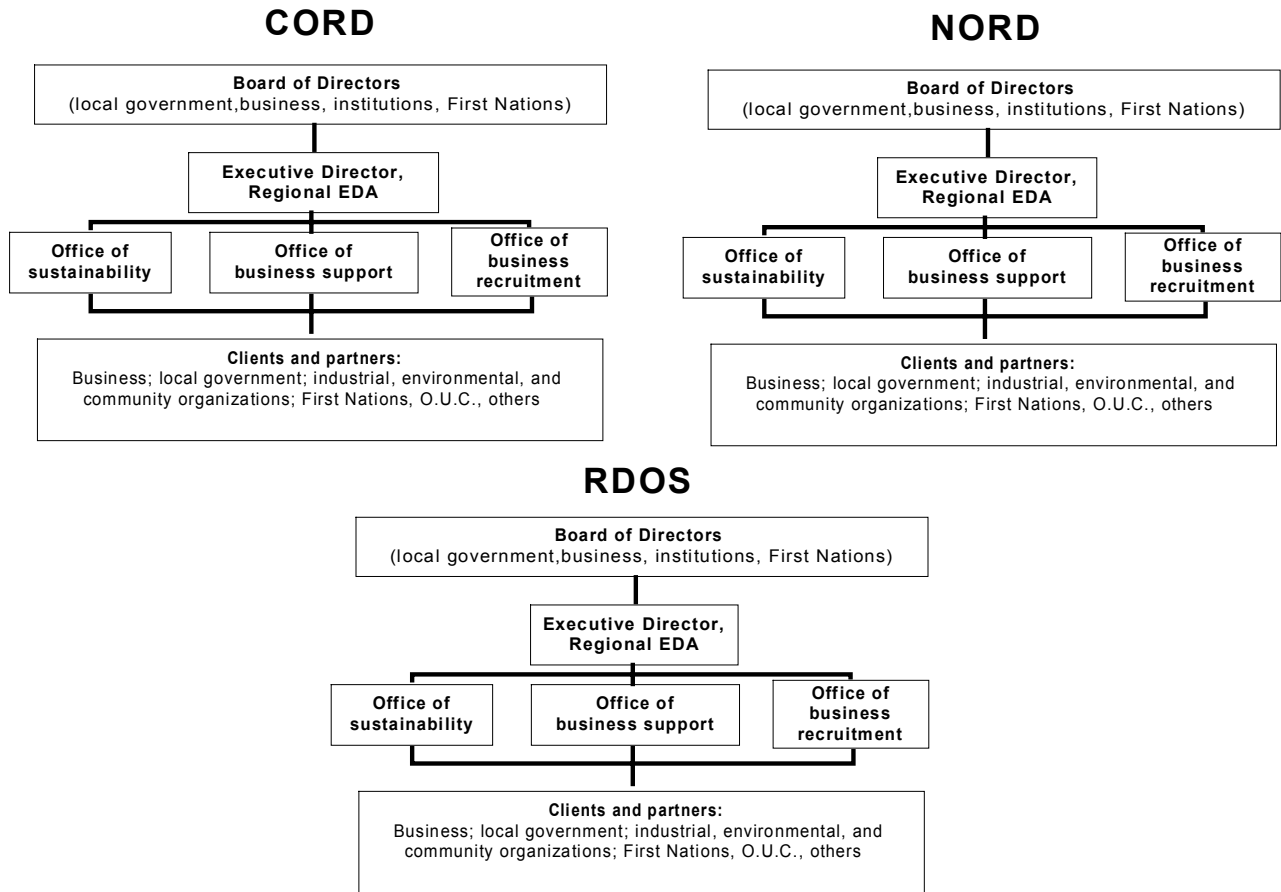 CORD
Board of Directors
(local government,business, institutions, First Nations)
Executive Director,
Regional EDA
Office of
sustainability
Office of
business support
Office of
business
recruitment
Clients and partners:
Business; local government; industrial, environmental, and
community organizations; First Nations, O.U.C., others
NORD
Board of Directors
(local government,business, institutions, First Nations)
Executive Director,
Regional EDA
Office of
sustainability
Office of
business support
Office of
business
recruitment
Clients and partners:
Business; local government; industrial, environmental, and
community organizations; First Nations, O.U.C., others
RDOS
Board of Directors
(local government,business, institutions, First Nations)
Executive Director,
Regional EDA
Office of
sustainability
Office of
business support
Office of
business
recruitment
Clients and partners:
Business; local government; industrial, environmental, and
community organizations; First Nations, O.U.C., others